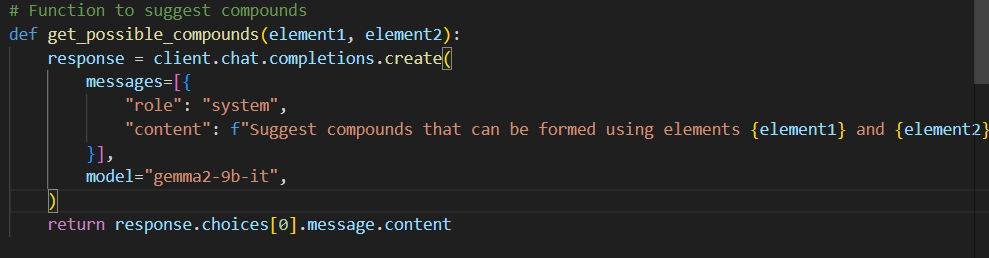 # Function to suggest compounds
def get_possible_compounds(element1, element2):
    response = client.chat.completions.create(
        messages=[{
            "role": "system",
            "content": f"Suggest compounds that can be formed using elements {element1} and {element2}
        }],
        model="gemma2-9b-it",
    )
    return response.choices[0].message.content